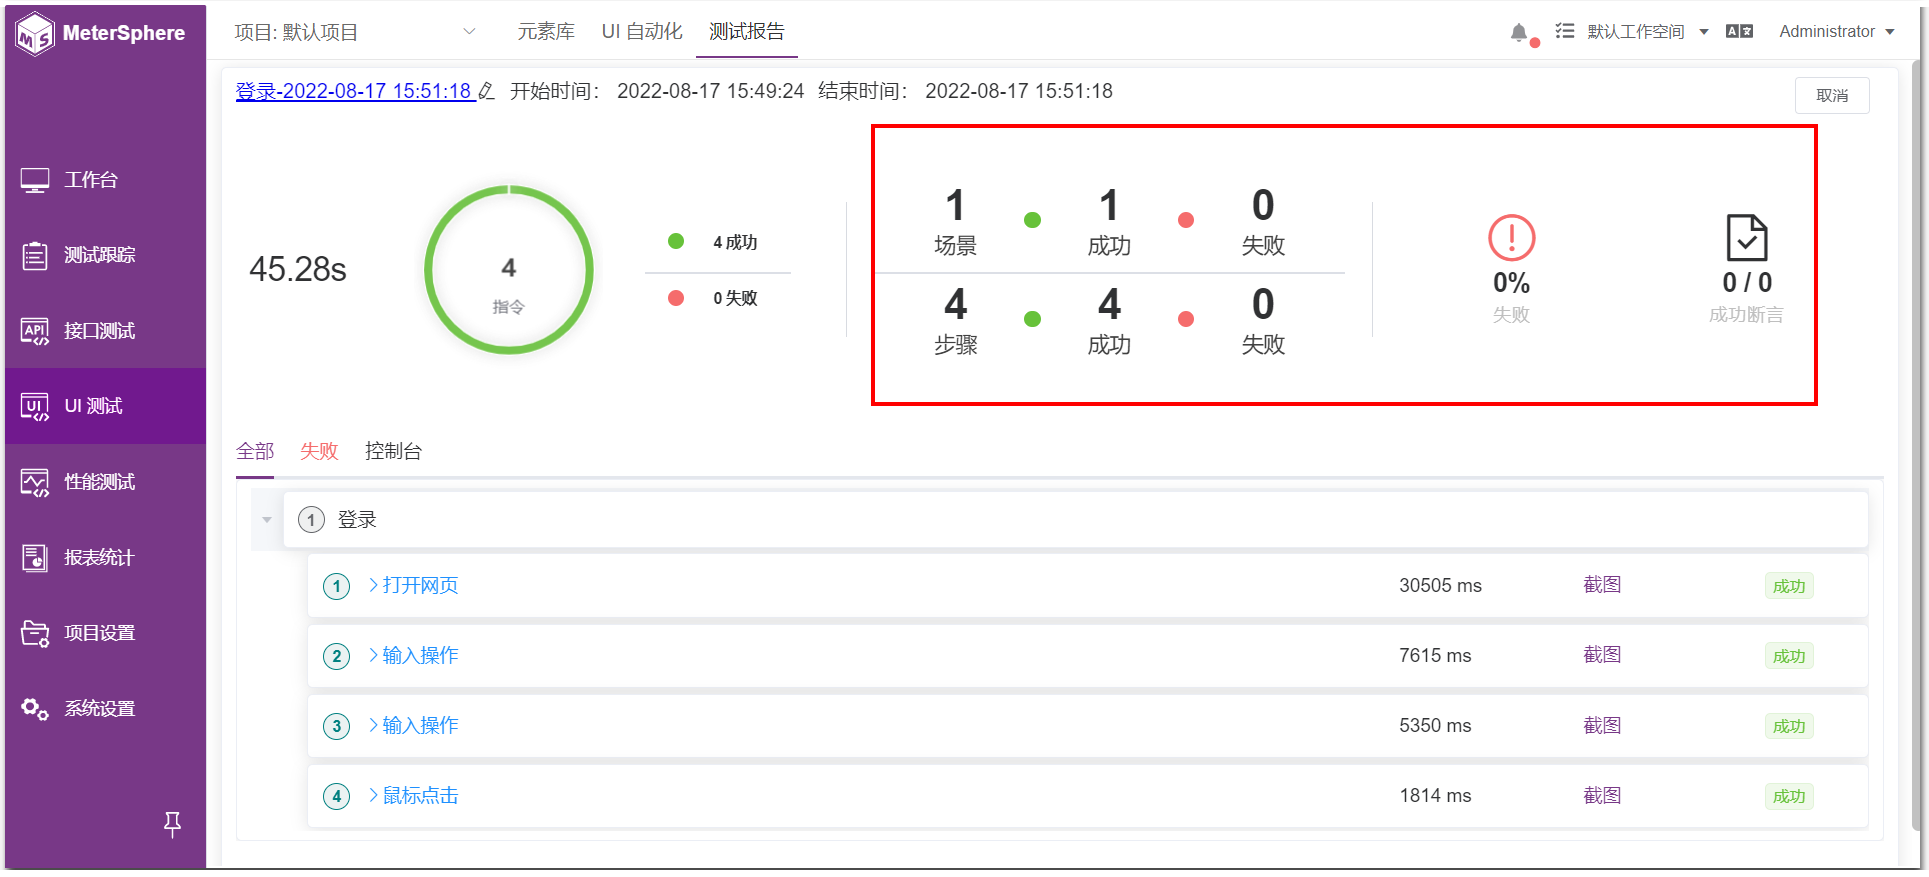 MeterSphere
项目: 默认项目
元素库
UI 自动化
测试报告
默认工作空间
Administrator
登录-2022-08-17 15:51:18
开始时间： 2022-08-17 15:49:24
结束时间： 2022-08-17 15:51:18
取消
工作台
测试跟踪
接口测试
UI 测试
性能测试
报表统计
项目设置
系统设置
45.28s
4
指令
4 成功
0 失败
1 1 0
场景 成功 失败
4 4 0
步骤 成功 失败
0%
失败
0 / 0
成功断言
全部 失败 控制台
1 登录
1 打开网页 30505 ms 截图 成功
2 输入操作 7615 ms 截图 成功
3 输入操作 5350 ms 截图 成功
4 鼠标点击 1814 ms 截图 成功